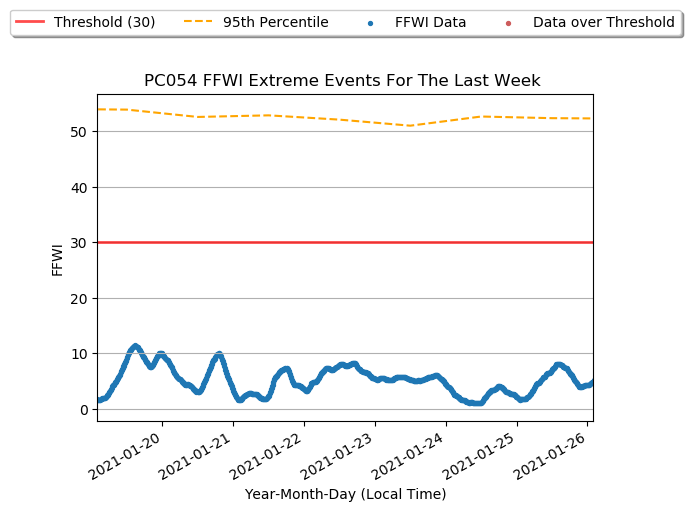 Threshold (30) 95th Percentile FFWI Data Data over Threshold
PC054 FFWI Extreme Events For The Last Week
50
40
30
20
10
0
FFWI
2021-01-20 2021-01-21 2021-01-22 2021-01-23 2021-01-24 2021-01-25 2021-01-26
Year-Month-Day (Local Time)